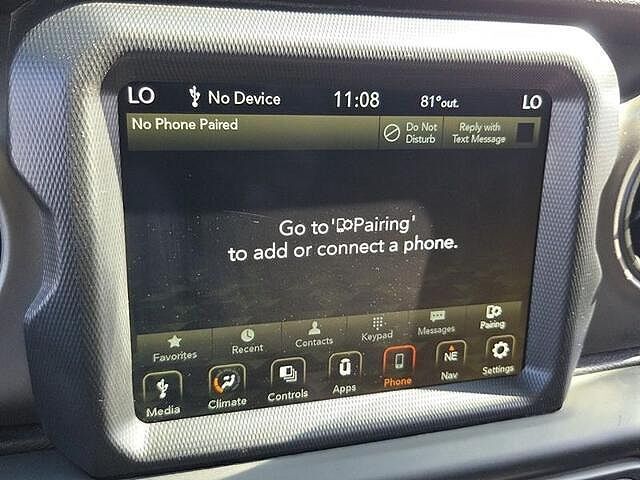 LO No Device 11:08 81°out. LO
No Phone Paired Do Not Disturb Reply with Text Message
Go to 'Pairing'
to add or connect a phone.
Favorites Recent Contacts Keypad Messages Pairing
Media Climate Controls Apps Phone NE Nav Settings